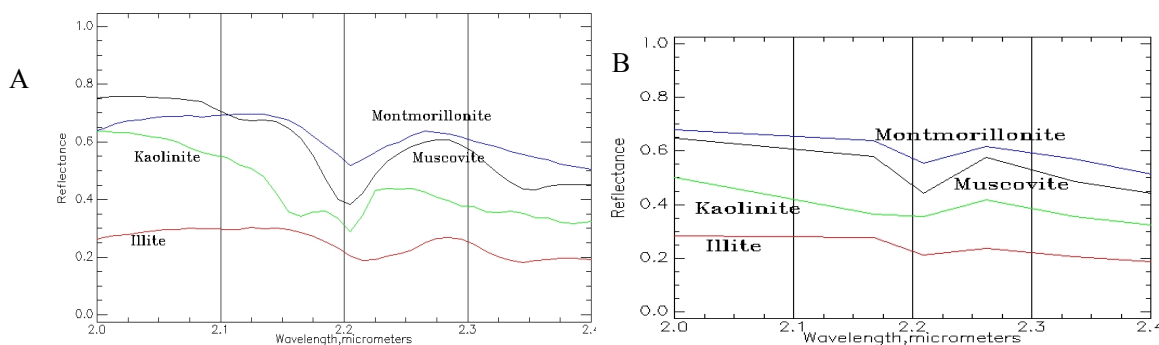 A
1.0
0.8
0.6
0.4
0.2
0.0
Reflectance
Montmorillonite
Kaolinite
Muscovite
Illite
2.0
2.1
2.2
2.3
2.4
Wavelength,micrometers
B
1.0
0.8
0.6
0.4
0.2
0.0
Reflectance
Montmorillonite
Muscovite
Kaolinite
Illite
2.0
2.1
2.2
2.3
2.4
Wavelength,micrometers